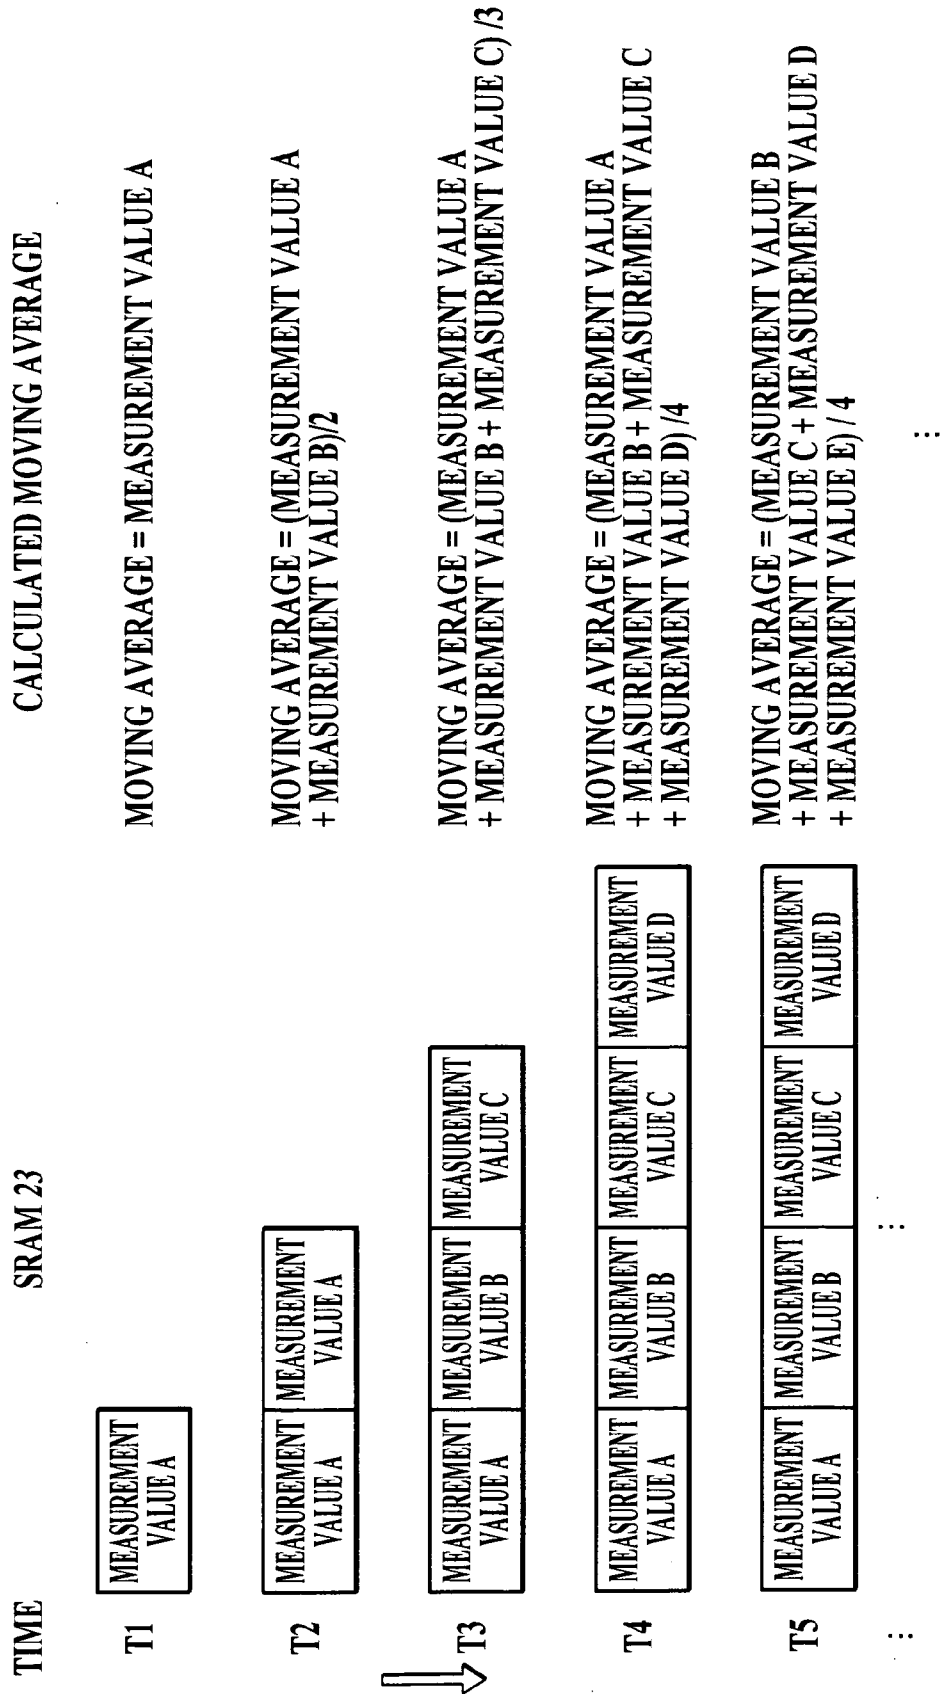 TIME
SRAM 23
CALCULATED MOVING AVERAGE
T1
MEASUREMENT
VALUE A
MOVING AVERAGE = MEASUREMENT VALUE A
T2
MEASUREMENT
VALUE A
MEASUREMENT
VALUE A
MOVING AVERAGE = (MEASUREMENT VALUE A
+ MEASUREMENT VALUE B)/2
T3
MEASUREMENT
VALUE A
MEASUREMENT
VALUE B
MEASUREMENT
VALUE C
MOVING AVERAGE = (MEASUREMENT VALUE A
+ MEASUREMENT VALUE B + MEASUREMENT VALUE C) /3
T4
MEASUREMENT
VALUE A
MEASUREMENT
VALUE B
MEASUREMENT
VALUE C
MEASUREMENT
VALUE D
MOVING AVERAGE = (MEASUREMENT VALUE A
+ MEASUREMENT VALUE B + MEASUREMENT VALUE C
+ MEASUREMENT VALUE D) /4
T5
MEASUREMENT
VALUE A
MEASUREMENT
VALUE B
MEASUREMENT
VALUE C
MEASUREMENT
VALUE D
MOVING AVERAGE = (MEASUREMENT VALUE B
+ MEASUREMENT VALUE C + MEASUREMENT VALUE D
+ MEASUREMENT VALUE E) / 4
⋮
⋮
⋮